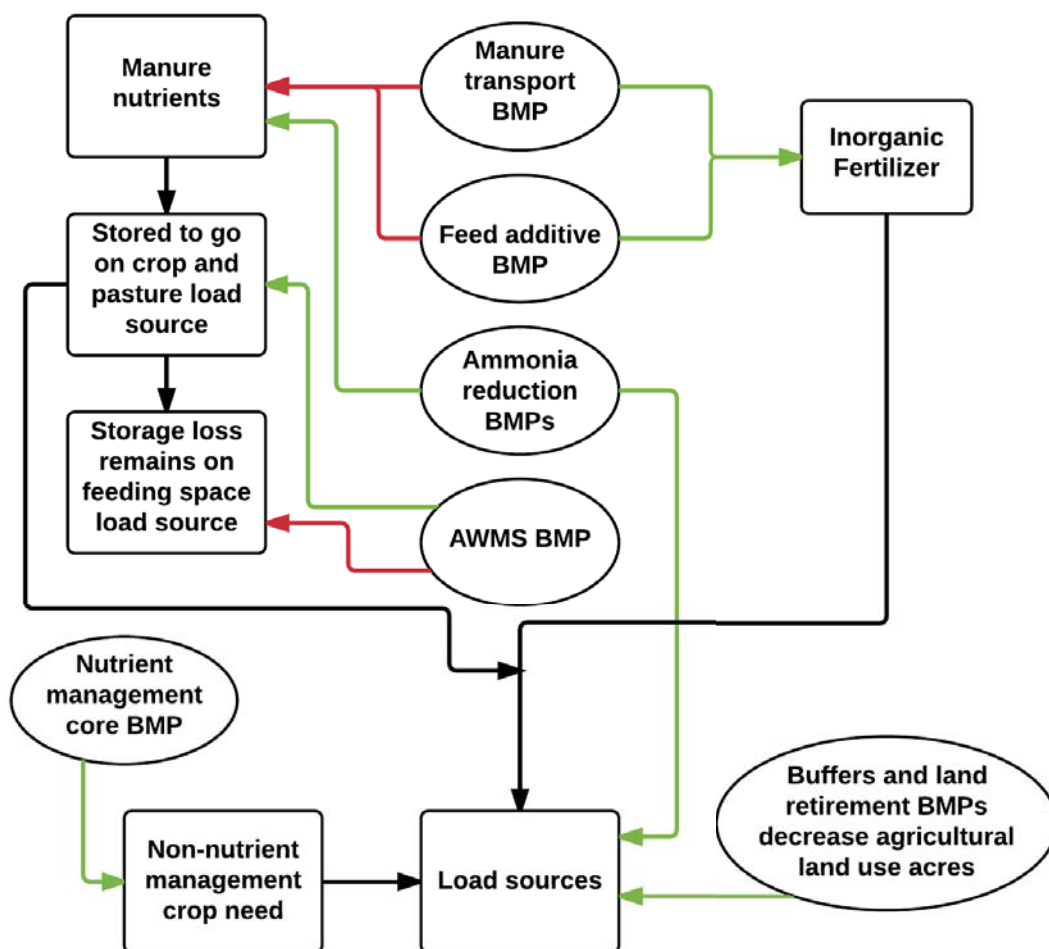 Manure
nutrients
Manure
transport
BMP
Inorganic
Fertilizer
Stored to go
on crop and
pasture load
source
Feed additive
BMP
Ammonia
reduction
BMPs
Storage loss
remains on
feeding space
load source
AWMS BMP
Nutrient
management
core BMP
Non-nutrient
management
crop need
Load sources
Buffers and land
retirement BMPs
decrease agricultural
land use acres